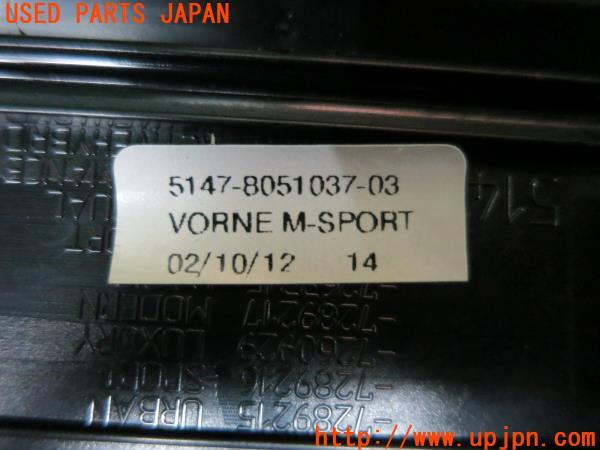 USED PARTS JAPAN
5147-8051037-03
VORNE M-SPORT
02/10/12 14
514
MODERN -7289217
LUXURY -7260929
SPORT -7289216
URBAN -7289215
www.upjpn.com